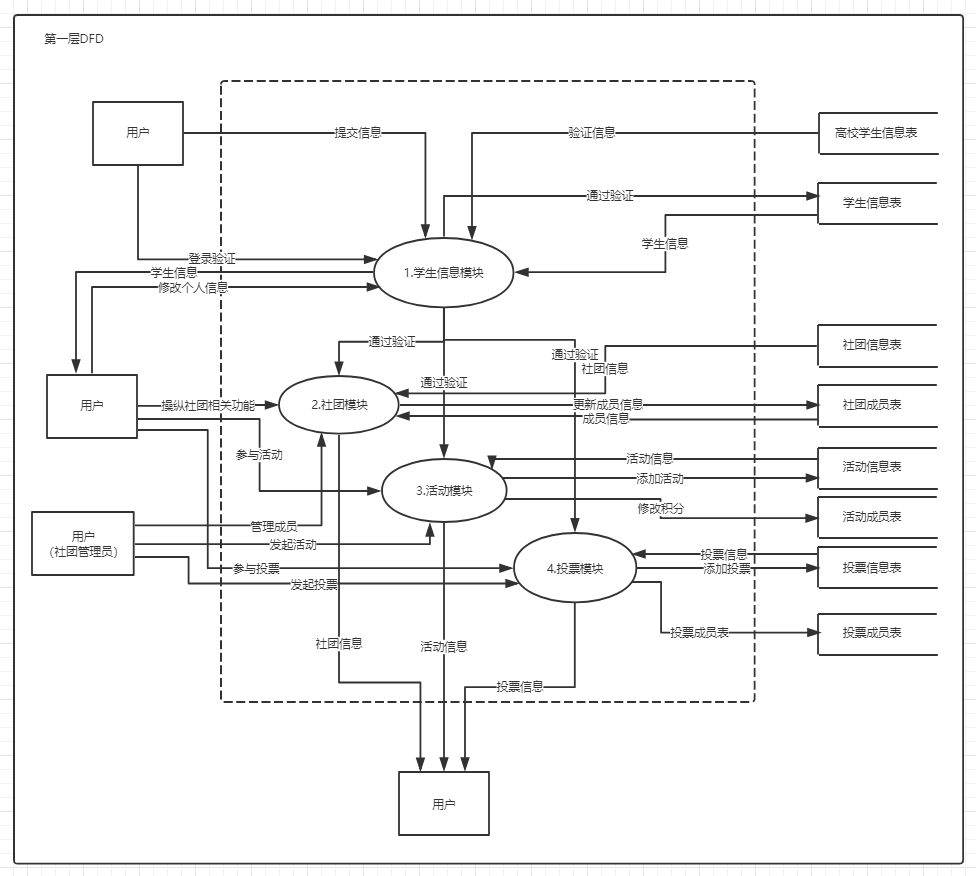 第一层DFD
用户
提交信息
验证信息
高校学生信息表
通过验证
学生信息表
学生信息
登录验证
学生信息
修改个人信息
1.学生信息模块
通过验证
通过验证
社团信息
社团信息表
通过验证
用户
操纵社团相关功能
2.社团模块
更新成员信息
成员信息
社团成员表
参与活动
活动信息
添加活动
活动信息表
3.活动模块
修改积分
活动成员表
用户
（社团管理员）
管理成员
发起活动
投票信息
添加投票
投票信息表
参与投票
发起投票
4.投票模块
投票成员表
投票成员表
社团信息
活动信息
投票信息
用户